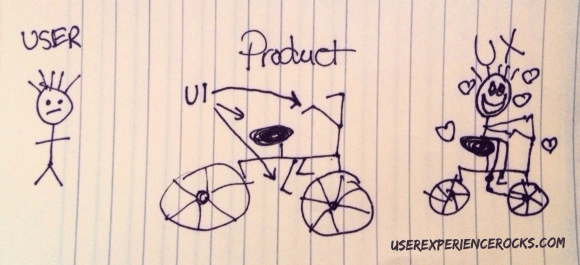 USER
Product
UI
UX
USEREXPERIENCEROCKS.COM